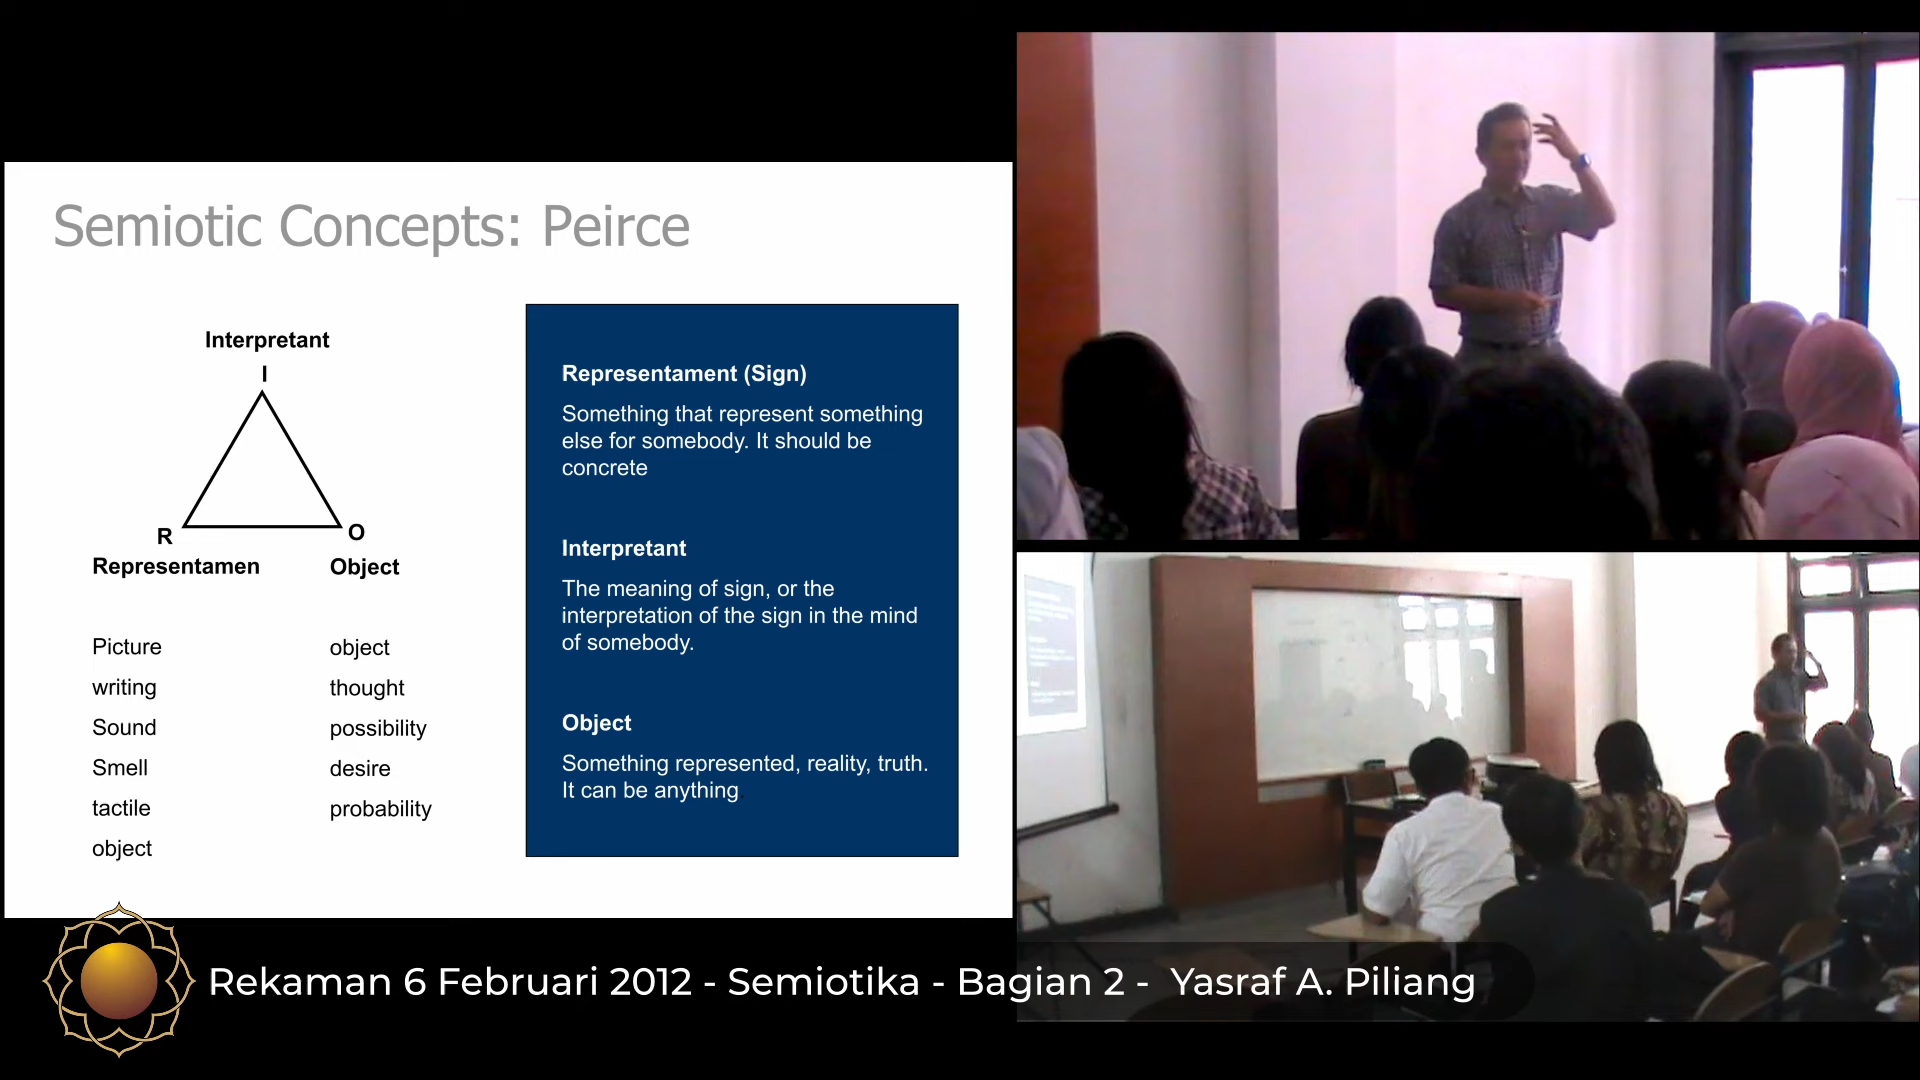 Semiotic Concepts: Peirce
Interpretant
I
R
O
Representamen
Object
Picture
object
writing
thought
Sound
possibility
Smell
desire
tactile
probability
object
Representament (Sign)
Something that represent something
else for somebody. It should be
concrete
Interpretant
The meaning of sign, or the
interpretation of the sign in the mind
of somebody.
Object
Something represented, reality, truth.
It can be anything.
Rekaman 6 Februari 2012 - Semiotika - Bagian 2 - Yasraf A. Piliang